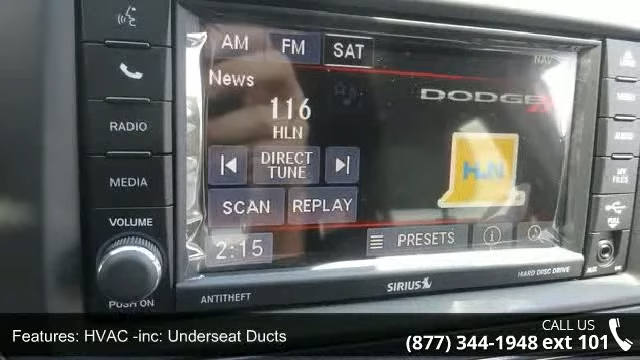 AM
FM
SAT
NAV
News
116
HLN
DODGE
HLN
DIRECT
TUNE
SCAN
REPLAY
2:15
PRESETS
RADIO
MEDIA
VOLUME
PUSH ON
MY
FILES
ANTITHEFT
SIRIUS
HARD DISC DRIVE
Features: HVAC -inc: Underseat Ducts
CALL US
(877) 344-1948 ext 101